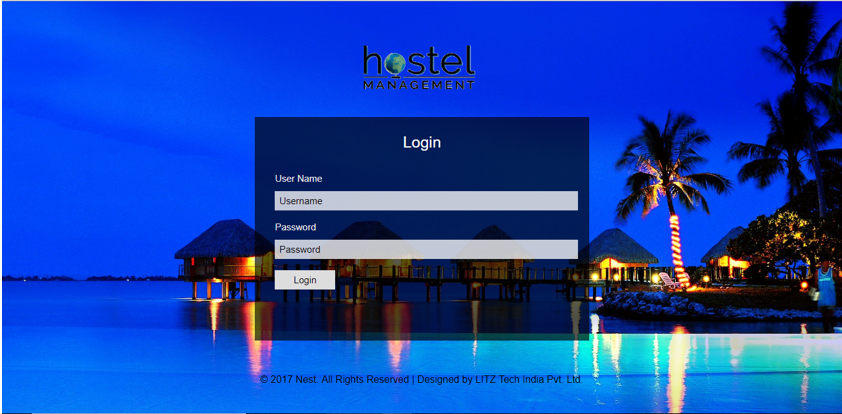 hostel
MANAGEMENT
Login
User Name
Username
Password
Password
Login
© 2017 Nest. All Rights Reserved | Designed by LITZ Tech India Pvt. Ltd.